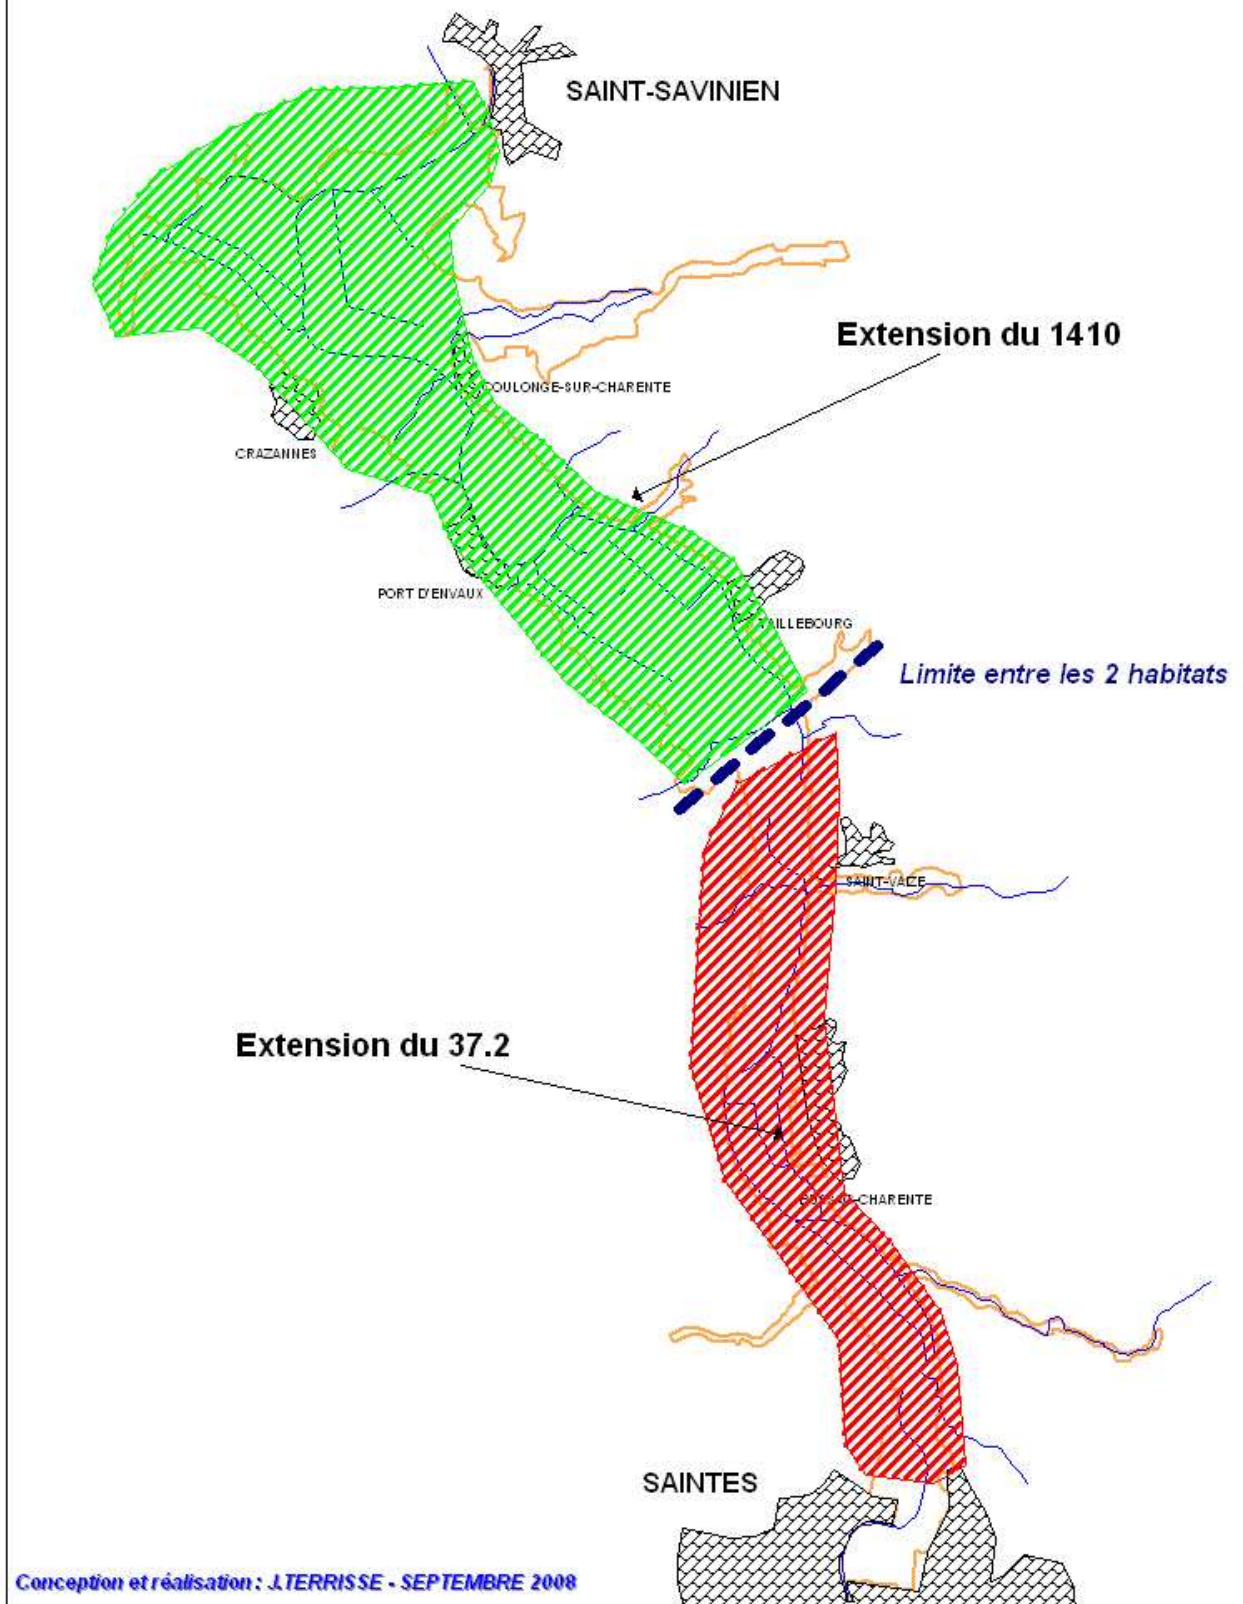 SAINT-SAVINIEN
Extension du 1410
COULONGE-SUR-CHARENTE
CRAZANNES
PORT D'ENVAUX
TAILLEBOURG
Limite entre les 2 habitats
SAINT-VAIZE
Extension du 37.2
BUSSAC-CHARENTE
SAINTES
Conception et réalisation : J.TERRISSE - SEPTEMBRE 2008